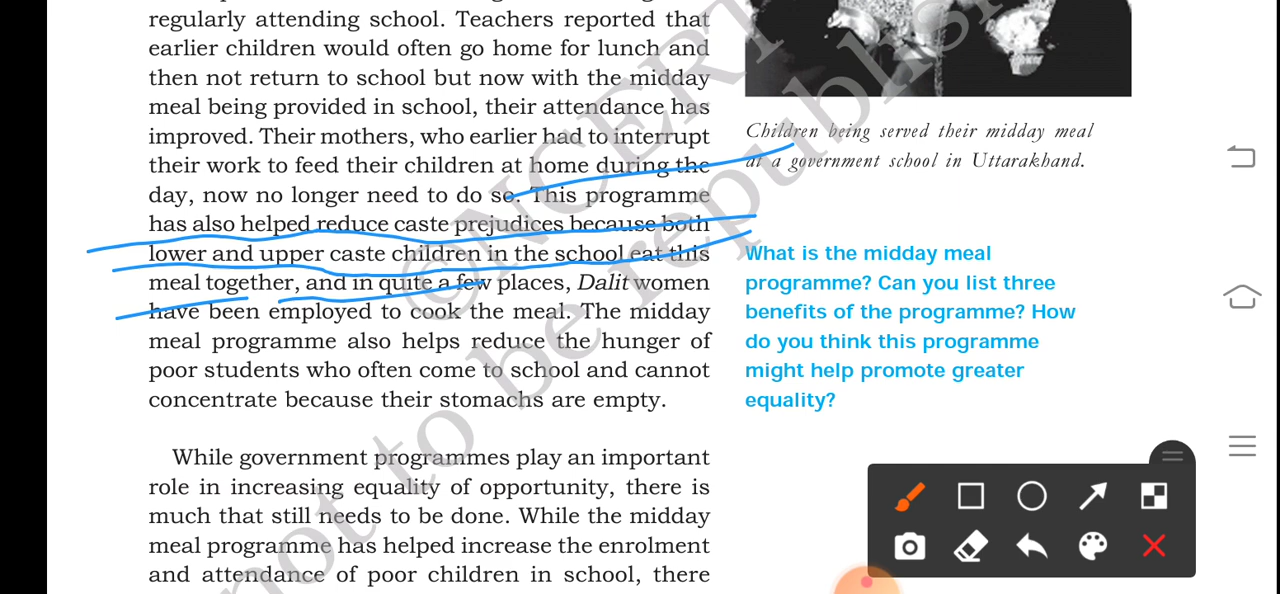 regularly attending school. Teachers reported that
earlier children would often go home for lunch and
then not return to school but now with the midday
meal being provided in school, their attendance has
improved. Their mothers, who earlier had to interrupt
their work to feed their children at home during the
day, now no longer need to do so. This programme
has also helped reduce caste prejudices because both
lower and upper caste children in the school eat this
meal together, and in quite a few places, Dalit women
have been employed to cook the meal. The midday
meal programme also helps reduce the hunger of
poor students who often come to school and cannot
concentrate because their stomachs are empty.
While government programmes play an important
role in increasing equality of opportunity, there is
much that still needs to be done. While the midday
meal programme has helped increase the enrolment
and attendance of poor children in school, there
Children being served their midday meal
at a government school in Uttarakhand.
What is the midday meal
programme? Can you list three
benefits of the programme? How
do you think this programme
might help promote greater
equality?
©NCERT
not to be republish